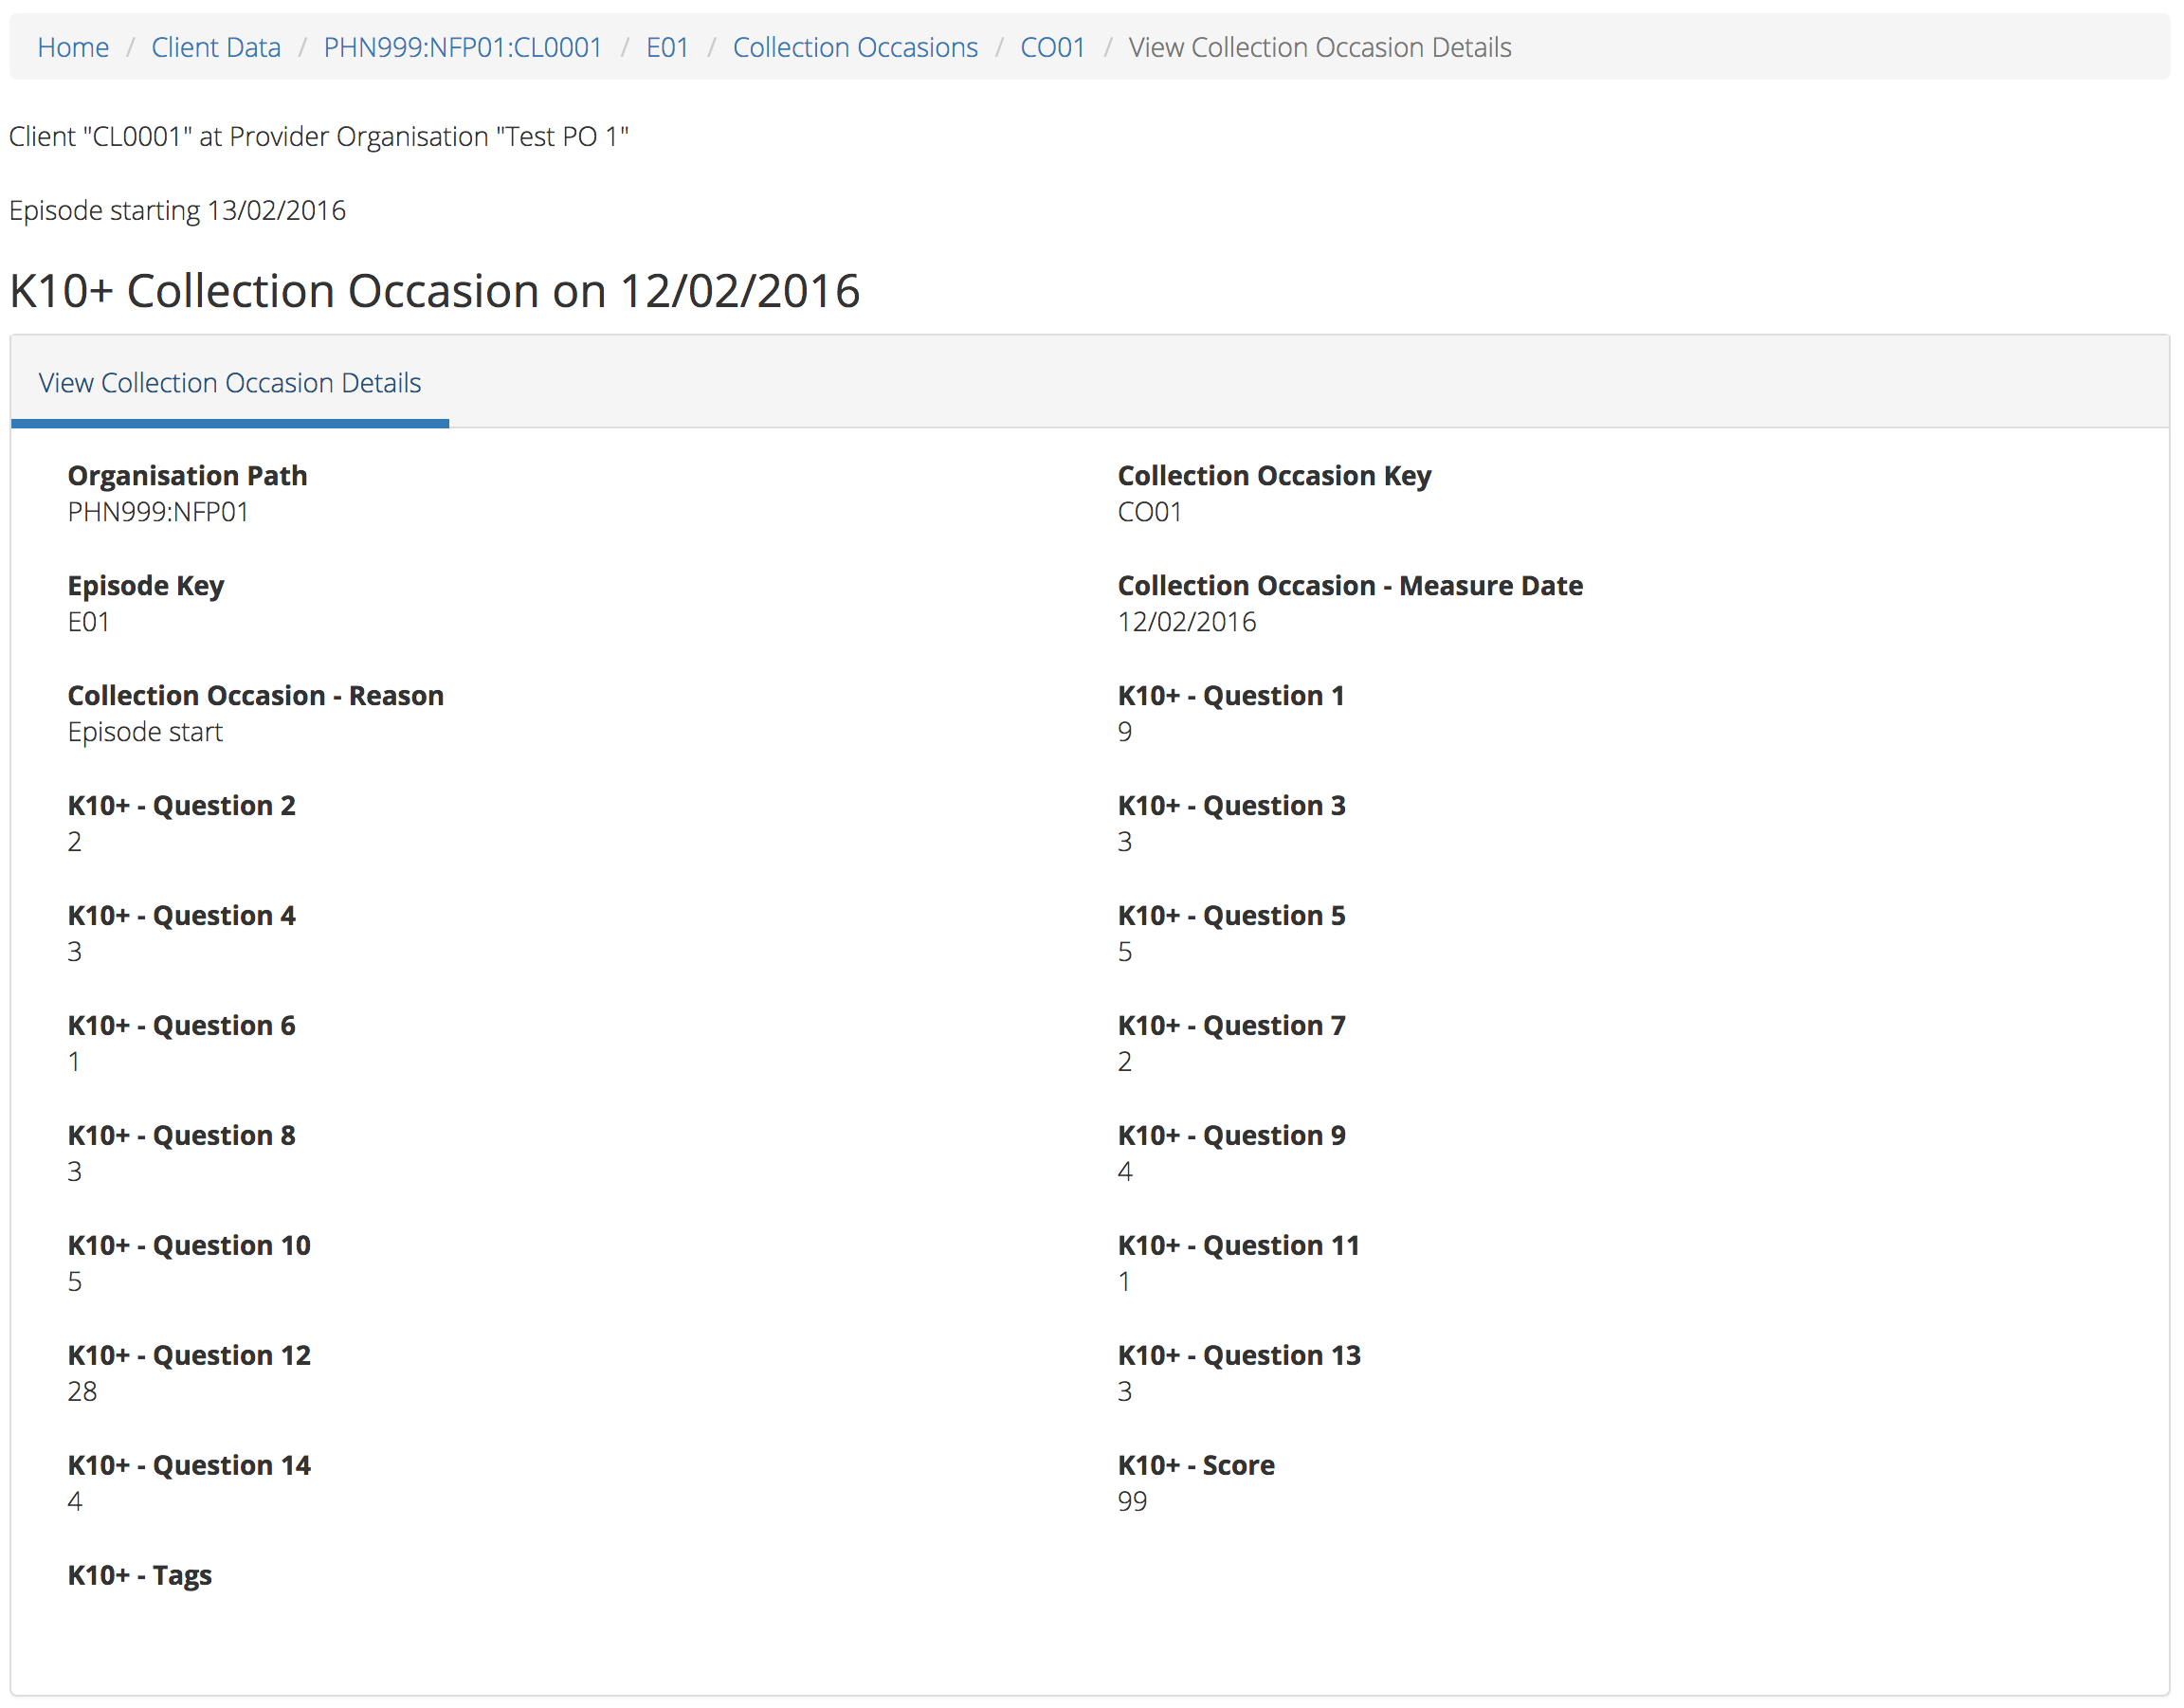 Home / Client Data / PHN999:NFP01:CL0001 / E01 / Collection Occasions / CO01 / View Collection Occasion Details
Client "CL0001" at Provider Organisation "Test PO 1"
Episode starting 13/02/2016
K10+ Collection Occasion on 12/02/2016
View Collection Occasion Details
Organisation Path
PHN999:NFP01
Collection Occasion Key
CO01
Episode Key
E01
Collection Occasion - Measure Date
12/02/2016
Collection Occasion - Reason
Episode start
K10+ - Question 1
9
K10+ - Question 2
2
K10+ - Question 3
3
K10+ - Question 4
3
K10+ - Question 5
5
K10+ - Question 6
1
K10+ - Question 7
2
K10+ - Question 8
3
K10+ - Question 9
4
K10+ - Question 10
5
K10+ - Question 11
1
K10+ - Question 12
28
K10+ - Question 13
3
K10+ - Question 14
4
K10+ - Score
99
K10+ - Tags